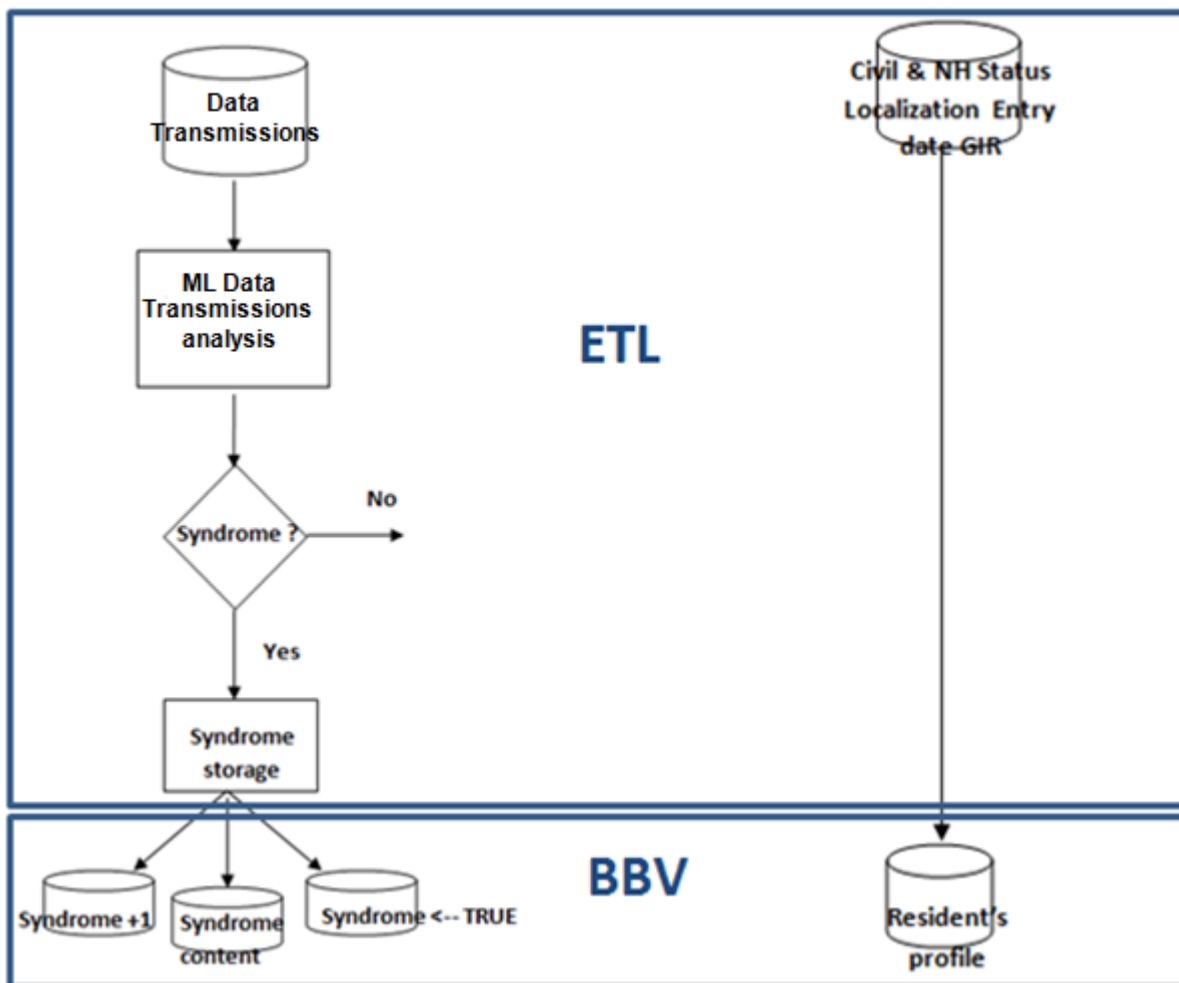 Data
Transmissions
Civil & NH Status
Localization Entry
date GIR
ML Data
Transmissions
analysis
ETL
No
Syndrome ?
Yes
Syndrome
storage
BBV
Syndrome +1
Syndrome
content
Syndrome <-- TRUE
Resident's
profile